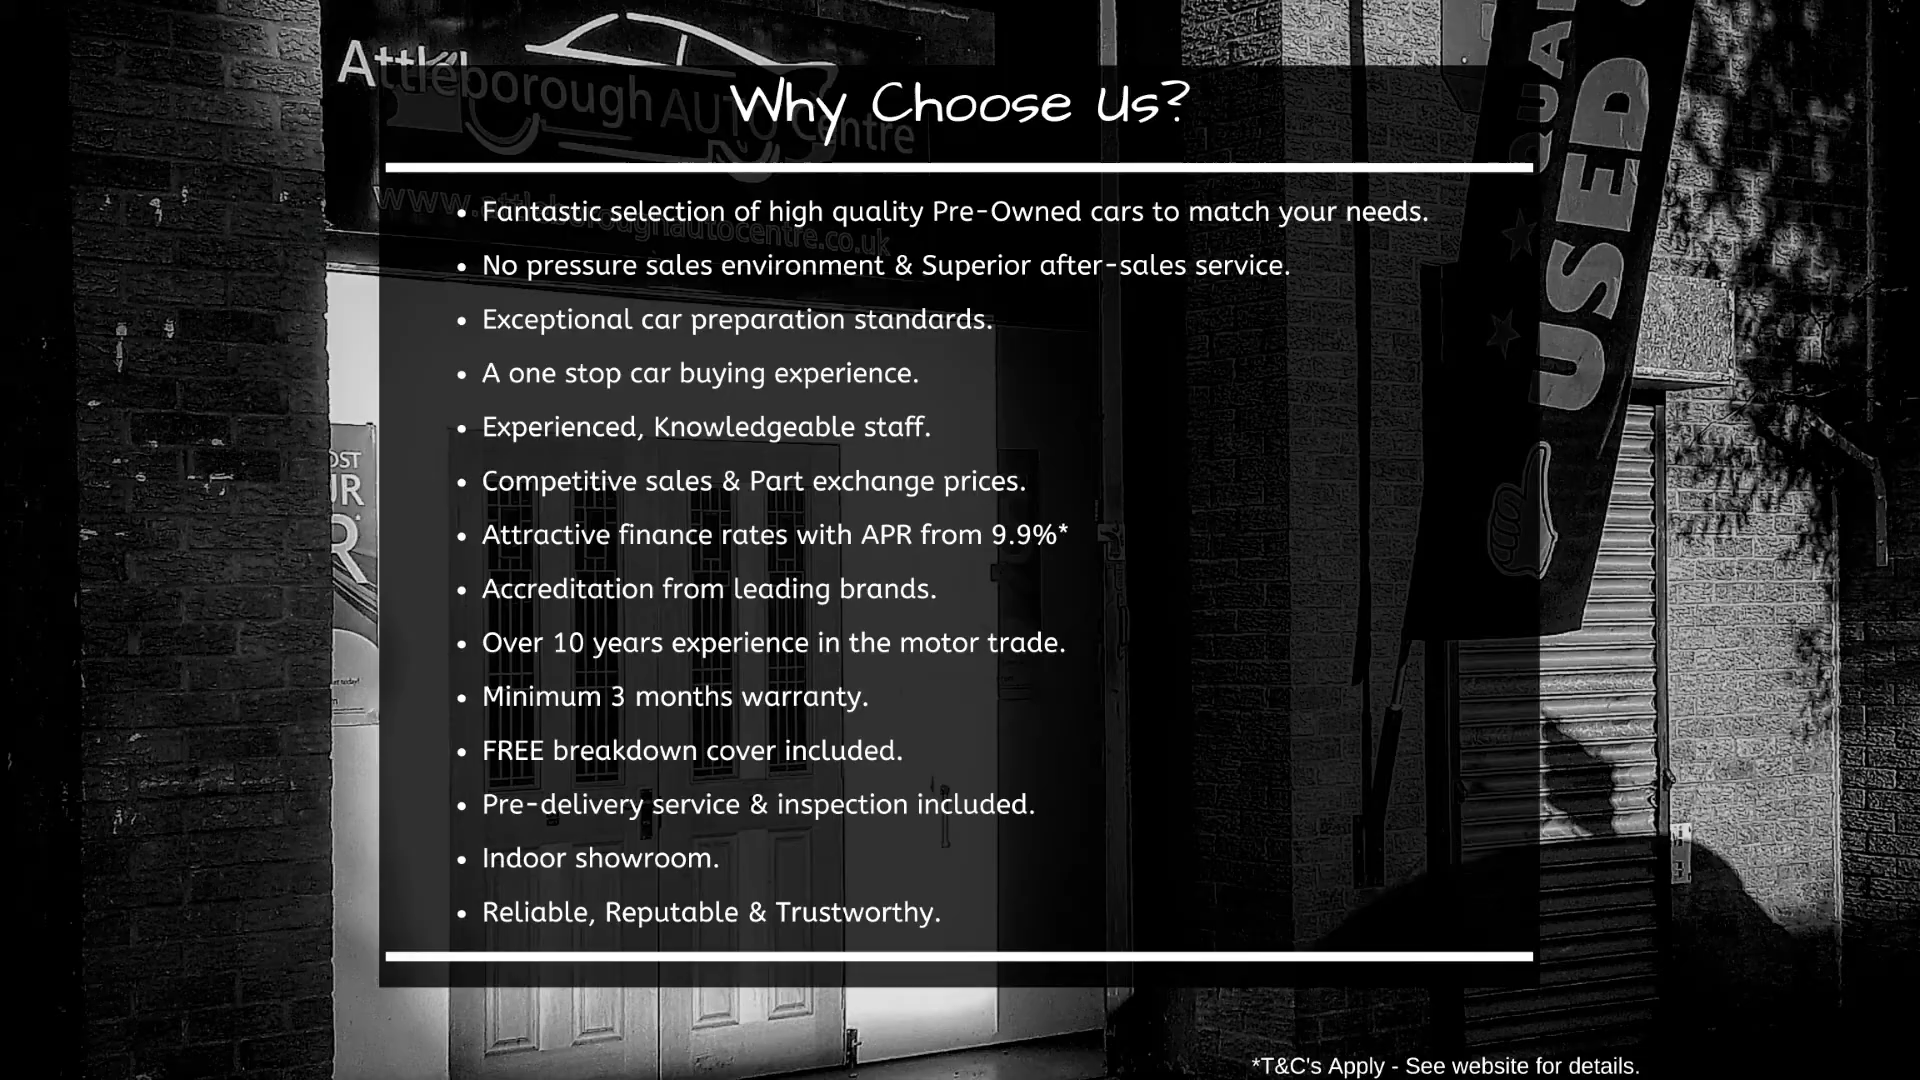 Attleborough AUTO Centre
Why Choose Us?
www.attleboroughautocentre.co.uk
• Fantastic selection of high quality Pre-Owned cars to match your needs.
• No pressure sales environment & Superior after-sales service.
• Exceptional car preparation standards.
• A one stop car buying experience.
• Experienced, Knowledgeable staff.
• Competitive sales & Part exchange prices.
• Attractive finance rates with APR from 9.9%*
• Accreditation from leading brands.
• Over 10 years experience in the motor trade.
• Minimum 3 months warranty.
• FREE breakdown cover included.
• Pre-delivery service & inspection included.
• Indoor showroom.
• Reliable, Reputable & Trustworthy.
USED
*T&C's Apply - See website for details.